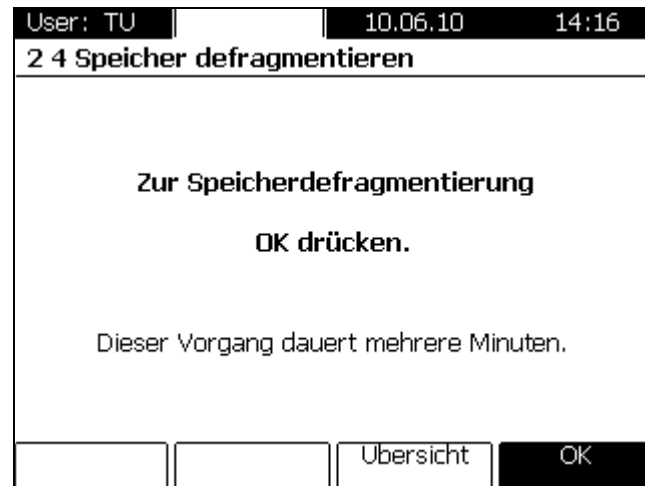 User: TU 10.06.10 14:16
2 4 Speicher defragmentieren
Zur Speicherdefragmentierung
OK drücken.
Dieser Vorgang dauert mehrere Minuten.
Übersicht OK